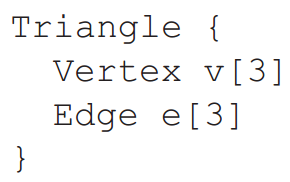 Triangle {
  Vertex v[3]
  Edge e[3]
}